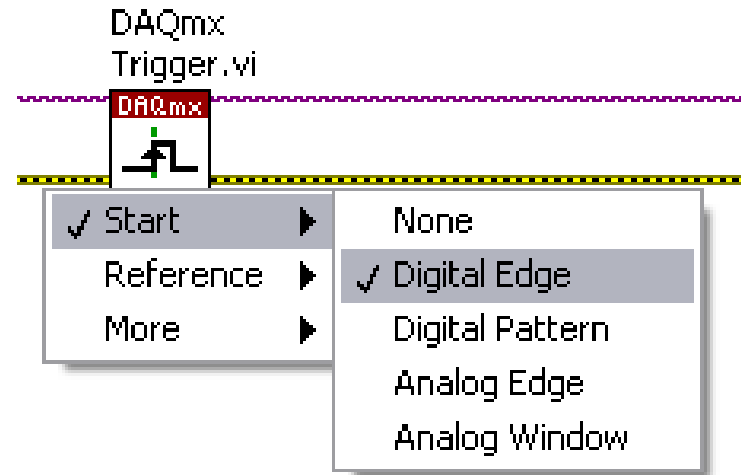 DAQmx
Trigger.vi
DAQmx
Start
Reference
More
None
Digital Edge
Digital Pattern
Analog Edge
Analog Window